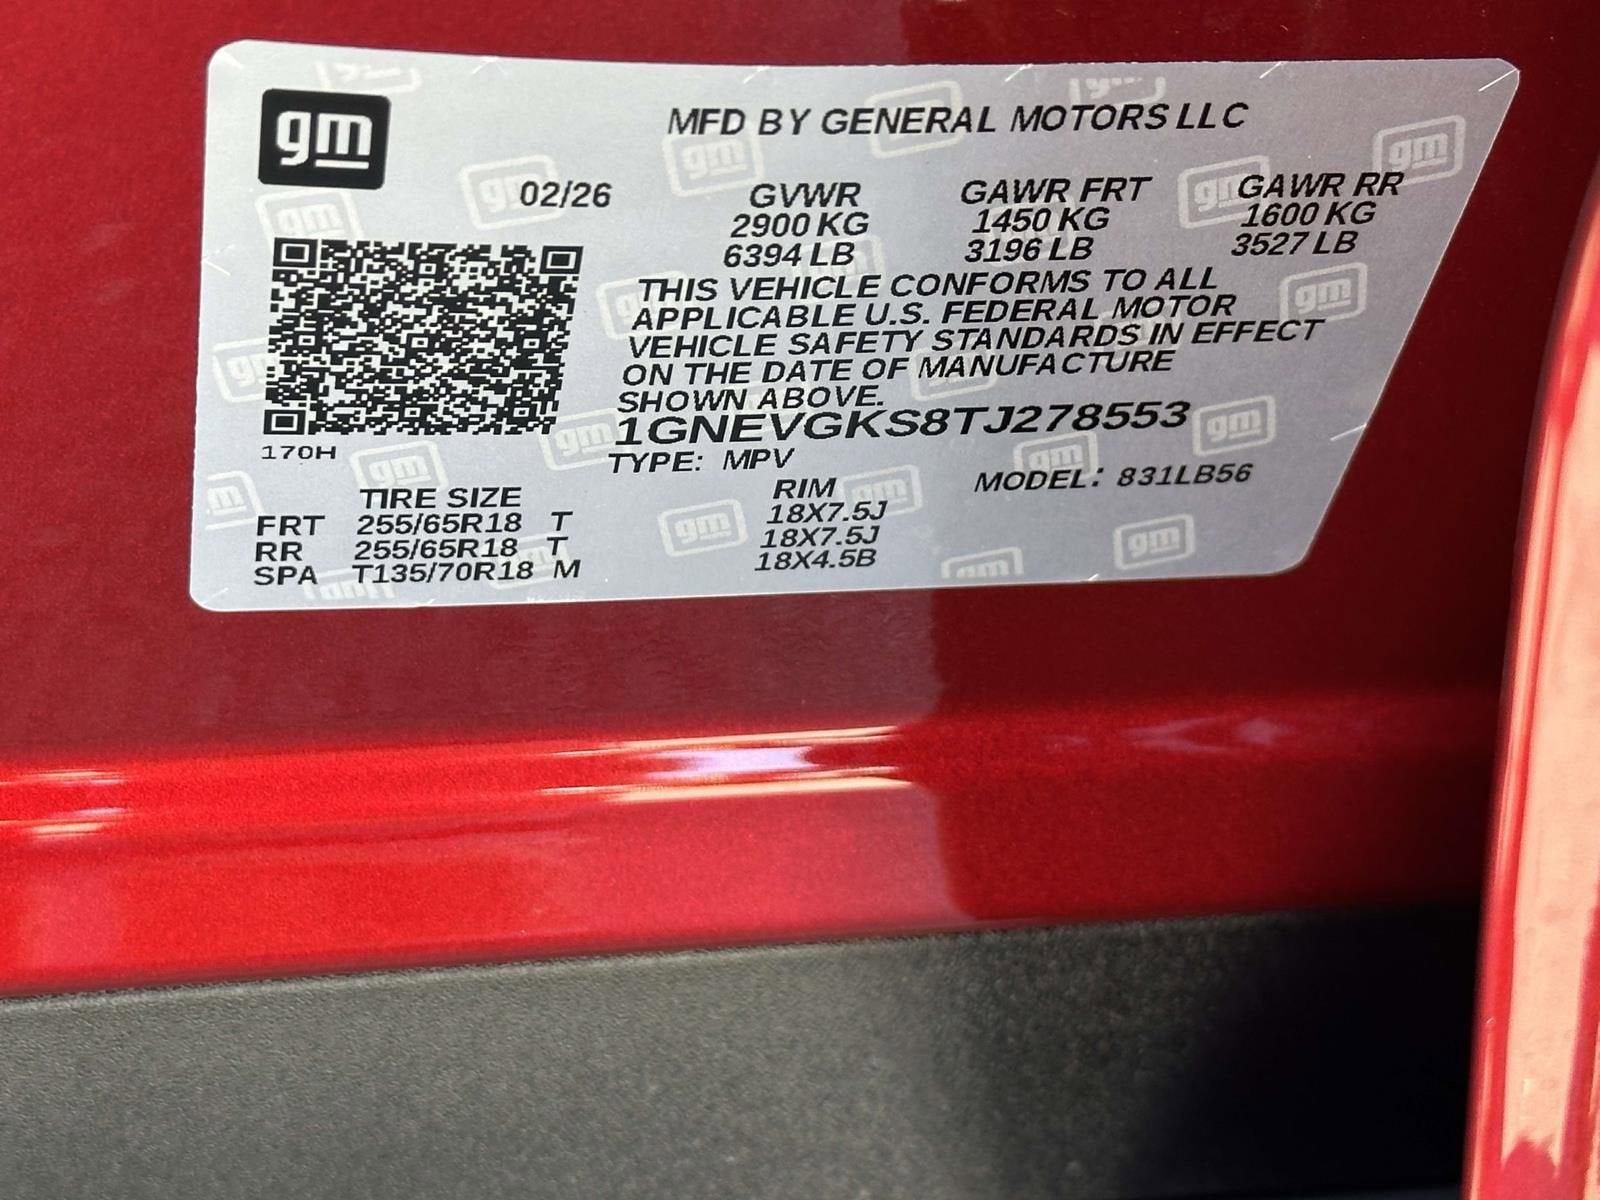 gm
MFD BY GENERAL MOTORS LLC
02/26 GVWR GAWR FRT GAWR RR
2900 KG 1450 KG 1600 KG
6394 LB 3196 LB 3527 LB
THIS VEHICLE CONFORMS TO ALL
APPLICABLE U.S. FEDERAL MOTOR
VEHICLE SAFETY STANDARDS IN EFFECT
ON THE DATE OF MANUFACTURE
SHOWN ABOVE.
1GNEVGKS8TJ278553
170H
TYPE: MPV MODEL: 831LB56
TIRE SIZE RIM
FRT 255/65R18 T 18X7.5J
RR 255/65R18 T 18X7.5J
SPA T135/70R18 M 18X4.5B